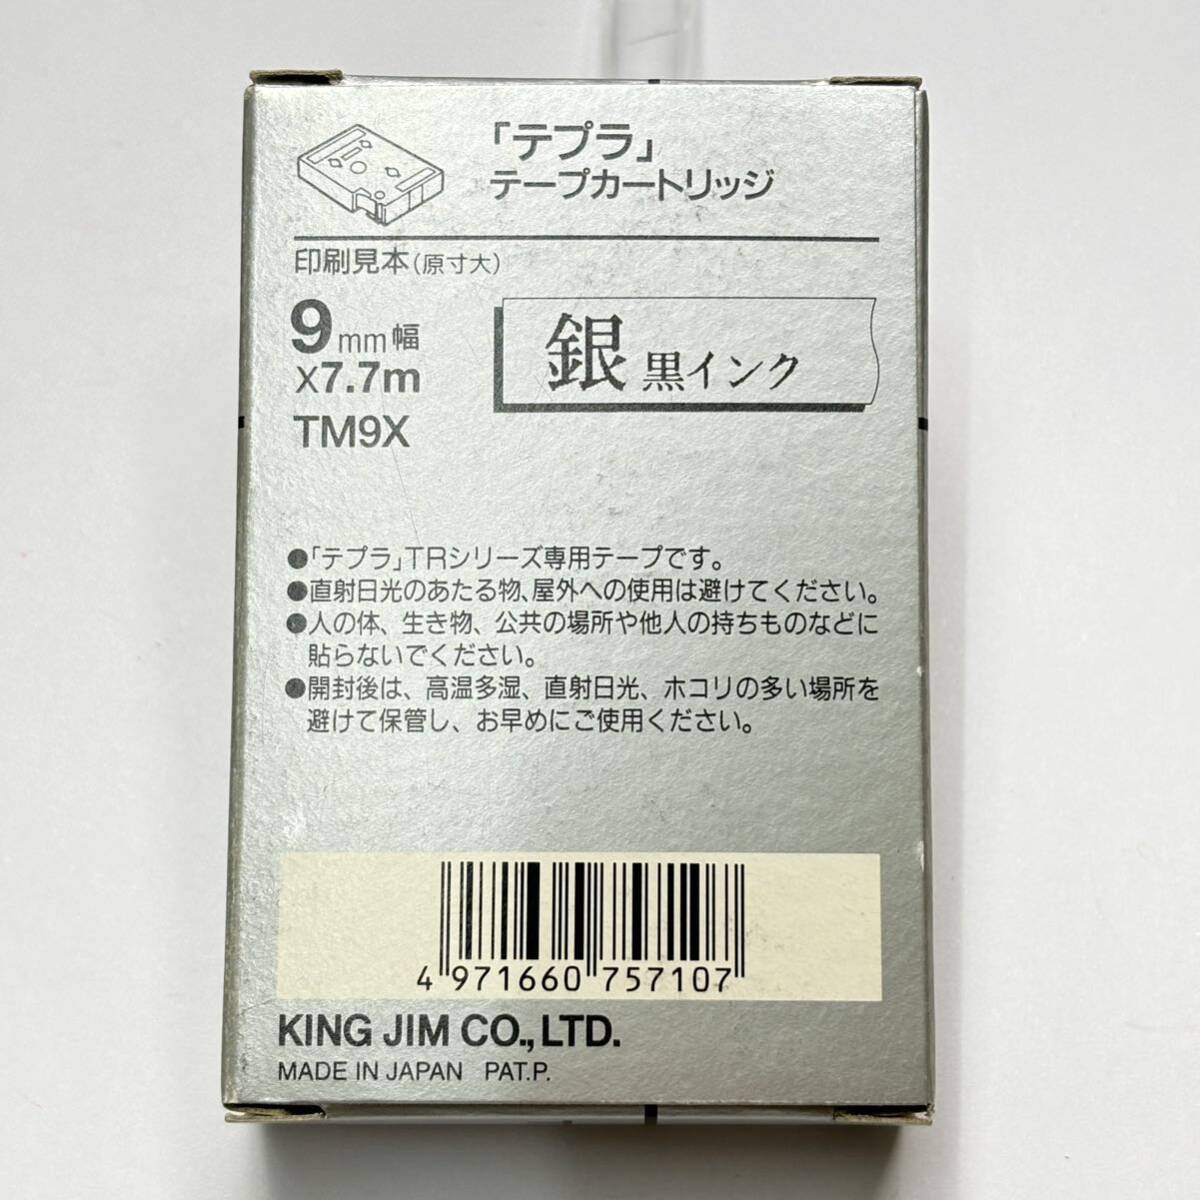 「テプラ」
テープカートリッジ
印刷見本(原寸大)
9mm幅
×7.7m
TM9X
銀 黒インク
●「テプラ」TRシリーズ専用テープです。
●直射日光のあたる物、屋外への使用は避けてください。
●人の体、生き物、公共の場所や他人の持ちものなどに
貼らないでください。
●開封後は、高温多湿、直射日光、ホコリの多い場所を
避けて保管し、お早めにご使用ください。
4 971660 757107
KING JIM CO.,LTD.
MADE IN JAPAN PAT.P.